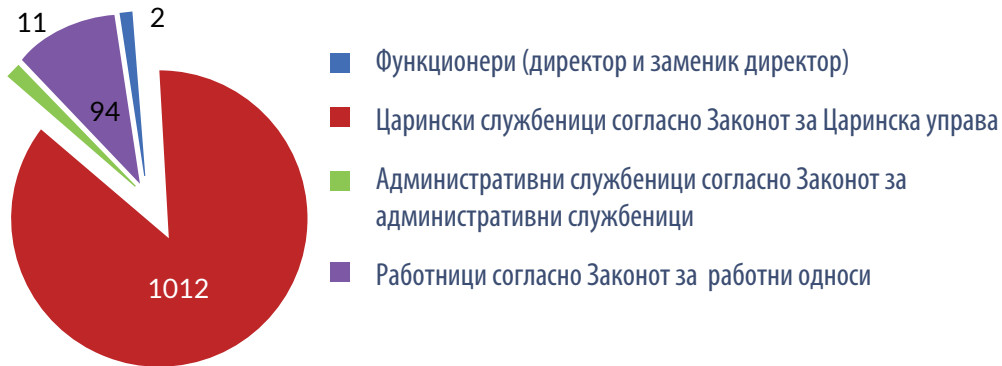 11
2
94
1012
Функционери (директор и заменик директор)
Царински службеници согласно Законот за Царинска управа
Административни службеници согласно Законот за
административни службеници
Работници согласно Законот за работни односи